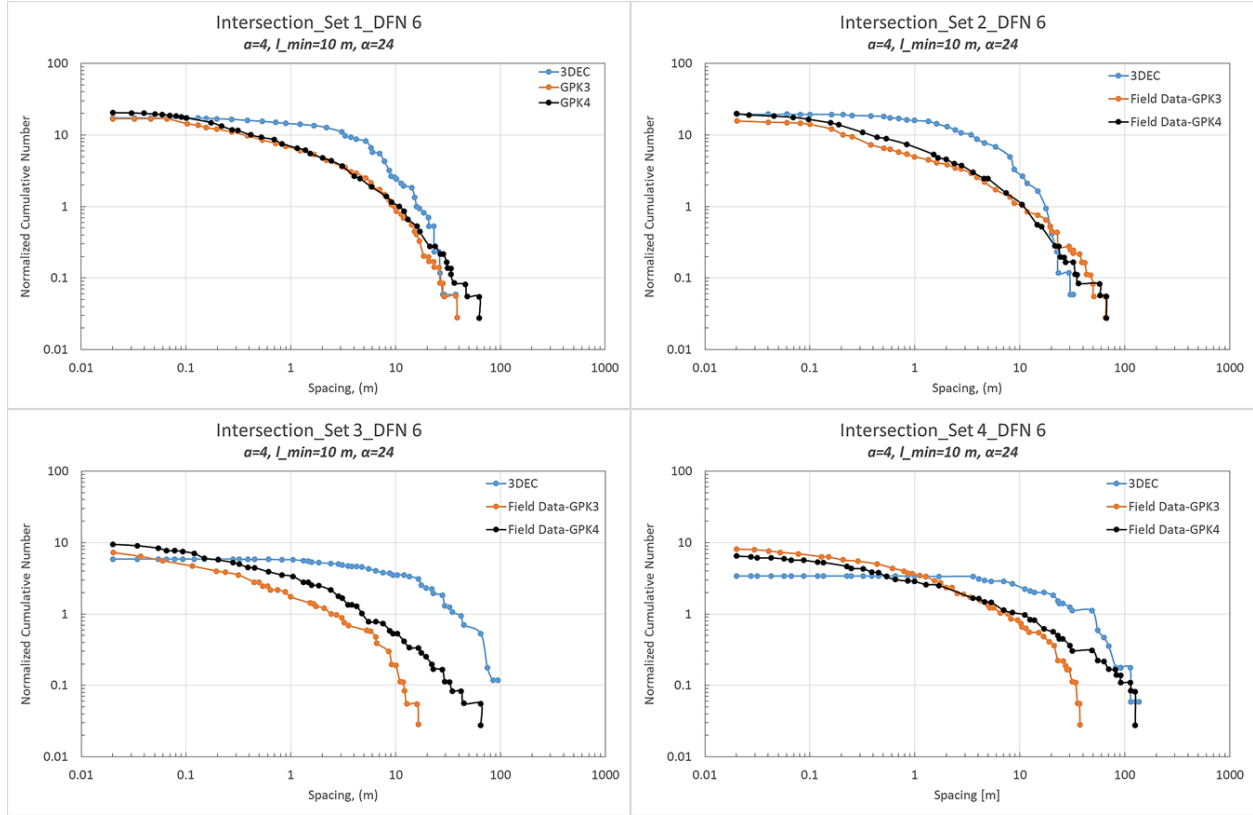 Intersection_Set 1_DFN 6
a=4, l_min=10 m, α=24
Normalized Cumulative Number
100
10
1
0.1
0.01
3DEC
GPK3
GPK4
0.01 0.1 1 10 100 1000
Spacing, (m)
Intersection_Set 2_DFN 6
a=4, l_min=10 m, α=24
Normalized Cumulative Number
100
10
1
0.1
0.01
3DEC
Field Data-GPK3
Field Data-GPK4
0.01 0.1 1 10 100 1000
Spacing, (m)
Intersection_Set 3_DFN 6
a=4, l_min=10 m, α=24
Normalized Cumulative Number
100
10
1
0.1
0.01
3DEC
Field Data-GPK3
Field Data-GPK4
0.01 0.1 1 10 100 1000
Spacing, (m)
Intersection_Set 4_DFN 6
a=4, l_min=10 m, α=24
Normalized Cumulative Number
100
10
1
0.1
0.01
3DEC
Field Data-GPK3
Field Data-GPK4
0.01 0.1 1 10 100 1000
Spacing [m]